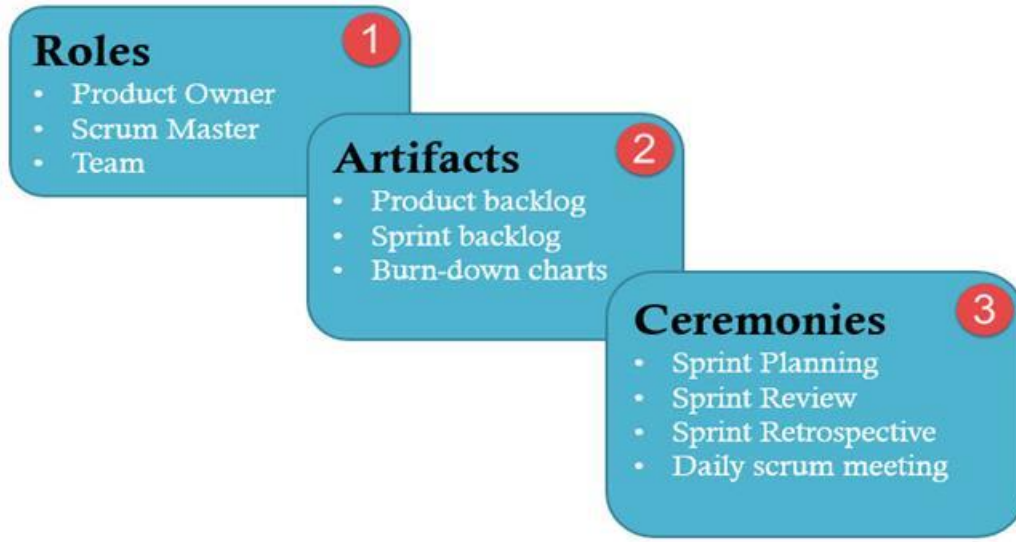 Roles
1
• Product Owner
• Scrum Master
• Team
Artifacts
2
• Product backlog
• Sprint backlog
• Burn-down charts
Ceremonies
3
• Sprint Planning
• Sprint Review
• Sprint Retrospective
• Daily scrum meeting